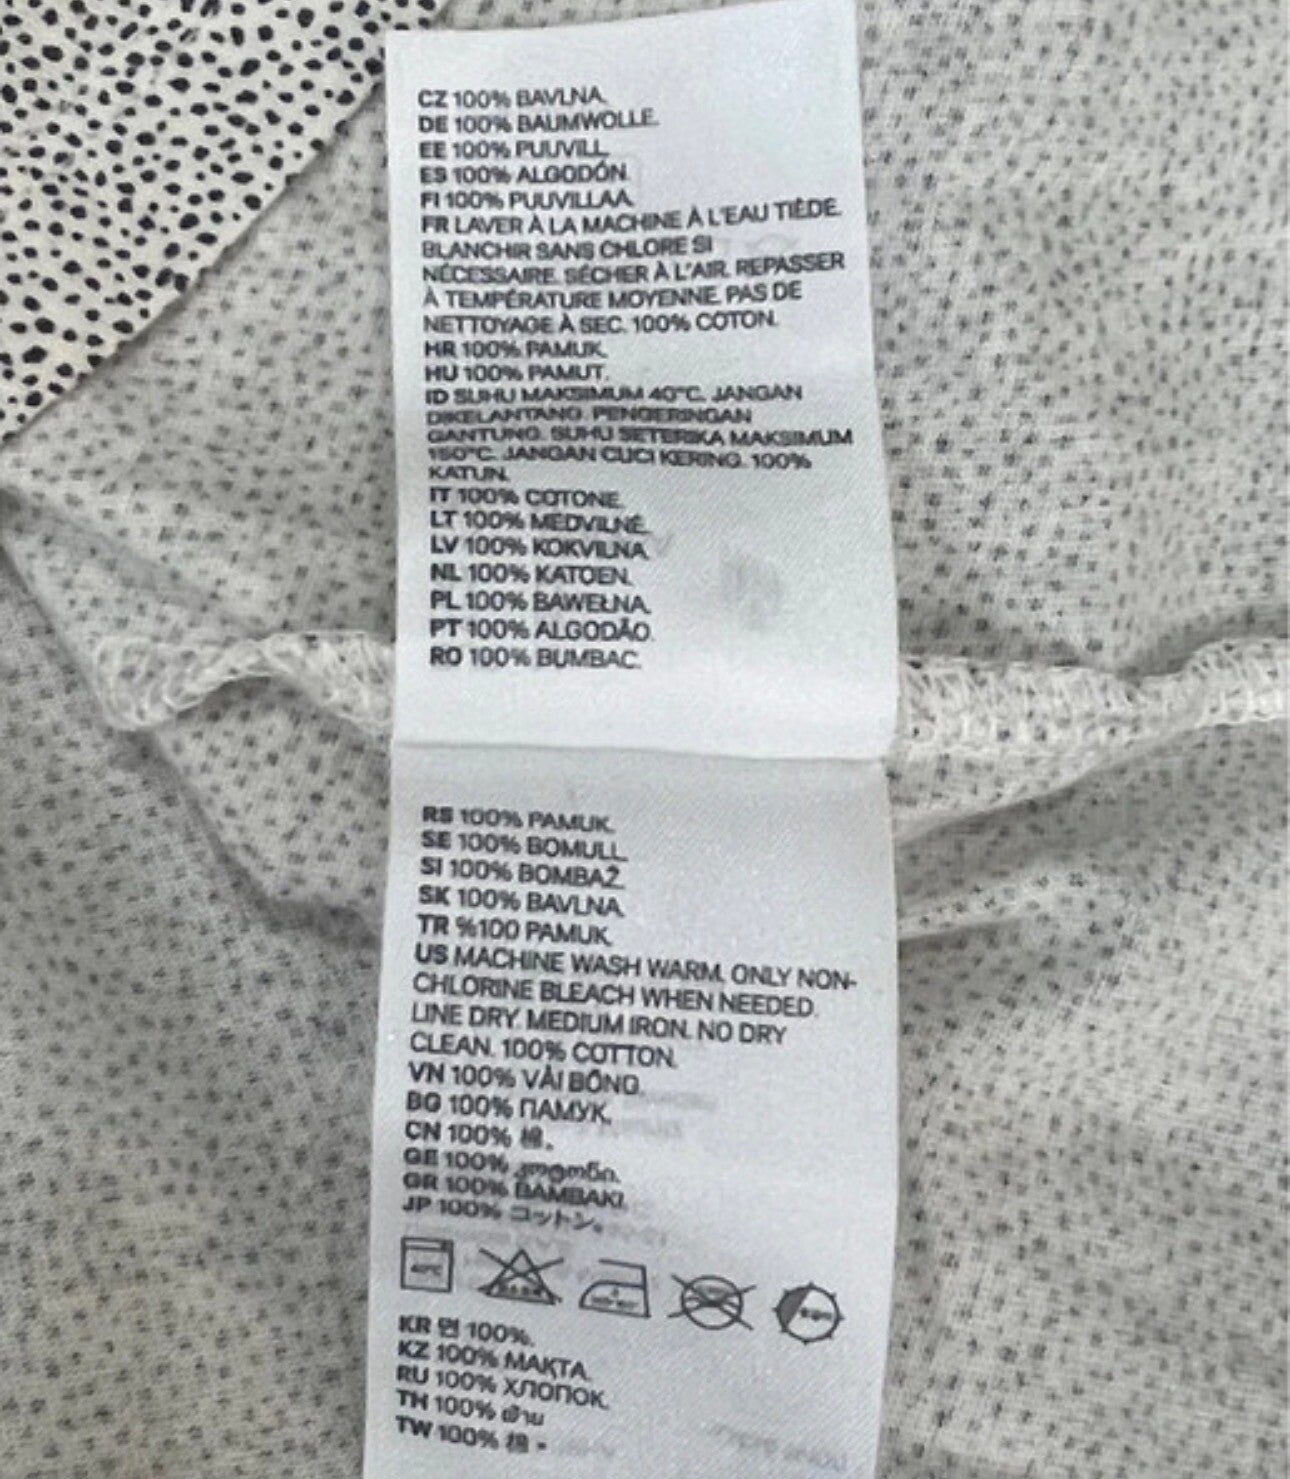 CZ 100% BAVLNA.
DE 100% BAUMWOLLE.
EE 100% PUUVILL.
ES 100% ALGODÓN.
FI 100% PUUVILLAA.
FR LAVER À LA MACHINE À L'EAU TIÈDE.
BLANCHIR SANS CHLORE SI
NÉCESSAIRE. SÉCHER À L'AIR. REPASSER
À TEMPÉRATURE MOYENNE. PAS DE
NETTOYAGE À SEC. 100% COTON.
HR 100% PAMUK.
HU 100% PAMUT.
ID SUHU MAKSIMUM 40°C. JANGAN
DIKELANTANG. PENGERINGAN
GANTUNG. SUHU SETERIKA MAKSIMUM
150°C. JANGAN CUCI KERING. 100%
KATUN.
IT 100% COTONE.
LT 100% MEDVILNĖ.
LV 100% KOKVILNA.
NL 100% KATOEN.
PL 100% BAWEŁNA.
PT 100% ALGODÃO.
RO 100% BUMBAC.
RS 100% PAMUK.
SE 100% BOMULL.
SI 100% BOMBAŽ.
SK 100% BAVLNA.
TR %100 PAMUK.
US MACHINE WASH WARM. ONLY NON-
CHLORINE BLEACH WHEN NEEDED.
LINE DRY. MEDIUM IRON. NO DRY
CLEAN. 100% COTTON.
VN 100% VẢI BÔNG.
BG 100% ПАМУК.
CN 100% 棉。
GE 100% კოტონი.
GR 100% BAMBAKI.
JP 100% コットン。
40°C
KR 면 100%.
KZ 100% МАҚТА.
RU 100% ХЛОПОК.
TH 100% ผ้าย
TW 100% 棉。